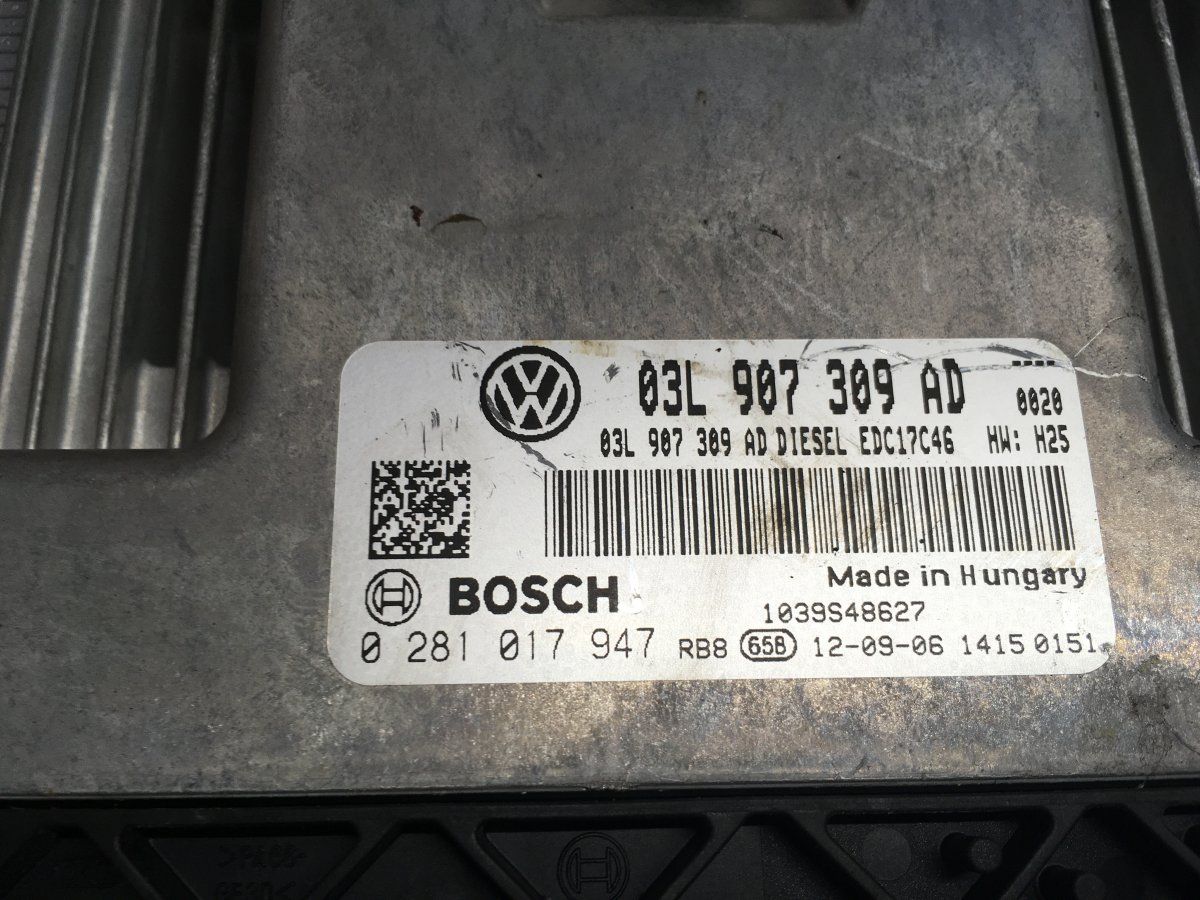 03L 907 309 AD ----
0020
03L 907 309 AD DIESEL EDC17C46 HW: H25
Made in Hungary
BOSCH
1039S48627
0 281 017 947 RB8 65B 12-09-06 1415 0151
>PA66-